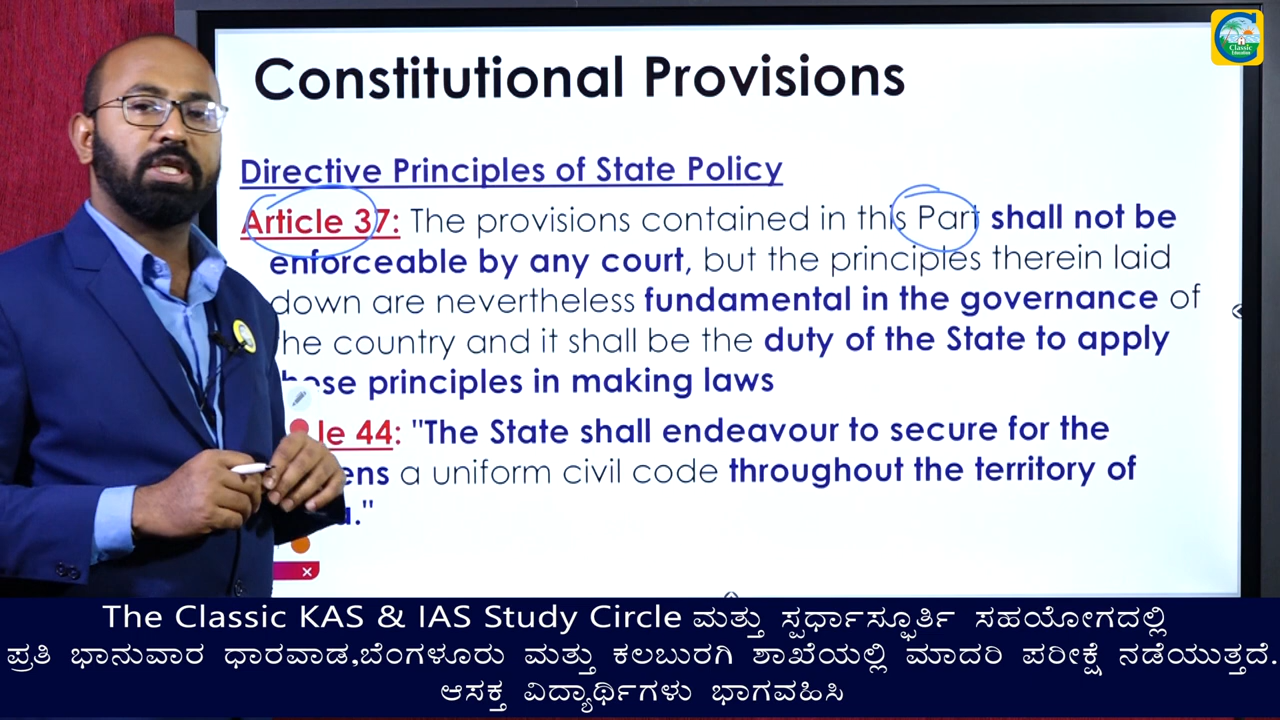 Classic
Education
Constitutional Provisions
Directive Principles of State Policy
Article 37: The provisions contained in this Part shall not be
enforceable by any court, but the principles therein laid
down are nevertheless fundamental in the governance of
the country and it shall be the duty of the State to apply
those principles in making laws
le 44: "The State shall endeavour to secure for the
ens a uniform civil code throughout the territory of
a."
The Classic KAS & IAS Study Circle ಮತ್ತು ಸ್ಪರ್ಧಾಸ್ಫೂರ್ತಿ ಸಹಯೋಗದಲ್ಲಿ
ಪ್ರತಿ ಭಾನುವಾರ ಧಾರವಾಡ,ಬೆಂಗಳೂರು ಮತ್ತು ಕಲಬುರಗಿ ಶಾಖೆಯಲ್ಲಿ ಮಾದರಿ ಪರೀಕ್ಷೆ ನಡೆಯುತ್ತದೆ.
ಆಸಕ್ತ ವಿದ್ಯಾರ್ಥಿಗಳು ಭಾಗವಹಿಸಿ